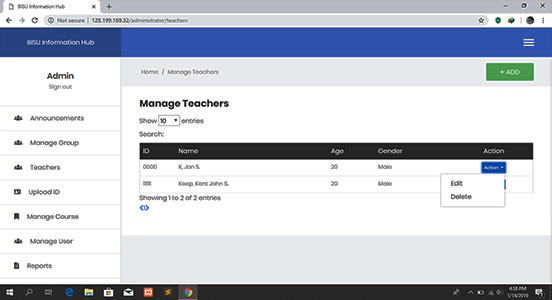 BISU Information Hub
Not secure | 128.199.169.32/administrator/teachers
BISU Information Hub
Admin
Sign out
Announcements
Manage Group
Teachers
Upload ID
Manage Course
Manage User
Reports
Home / Manage Teachers
+ ADD
Manage Teachers
Show 10 entries
Search:
ID Name Age Gender Action
0000 K, Jon S. 20 Male Action
11111 Keep, Kent John S. 20 Male
Edit
Delete
Showing 1 to 2 of 2 entries
4:38 PM
1/14/2019